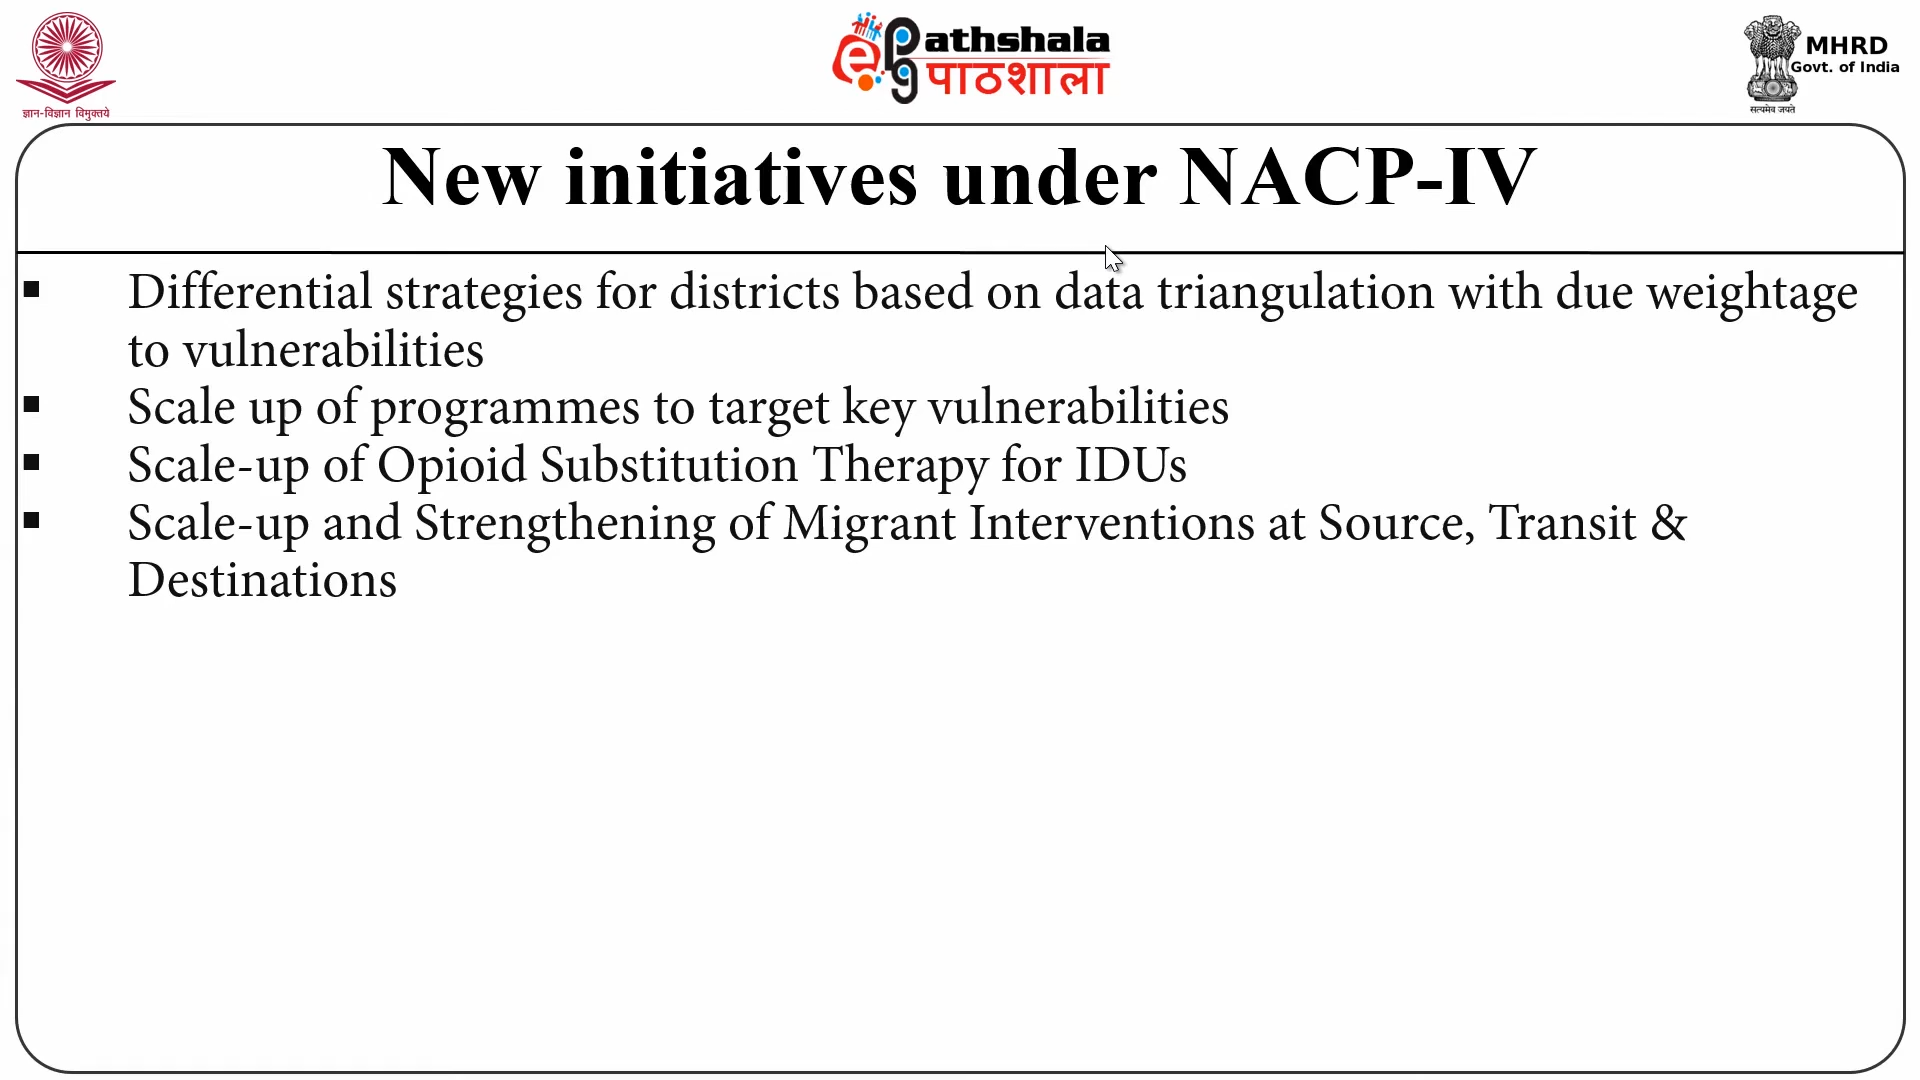 ज्ञान-विज्ञान विमुक्तये
ePG Pathshala
पाठशाला
MHRD
Govt. of India
सत्यमेव जयते
New initiatives under NACP-IV
▪ Differential strategies for districts based on data triangulation with due weightage
to vulnerabilities
▪ Scale up of programmes to target key vulnerabilities
▪ Scale-up of Opioid Substitution Therapy for IDUs
▪ Scale-up and Strengthening of Migrant Interventions at Source, Transit &
Destinations